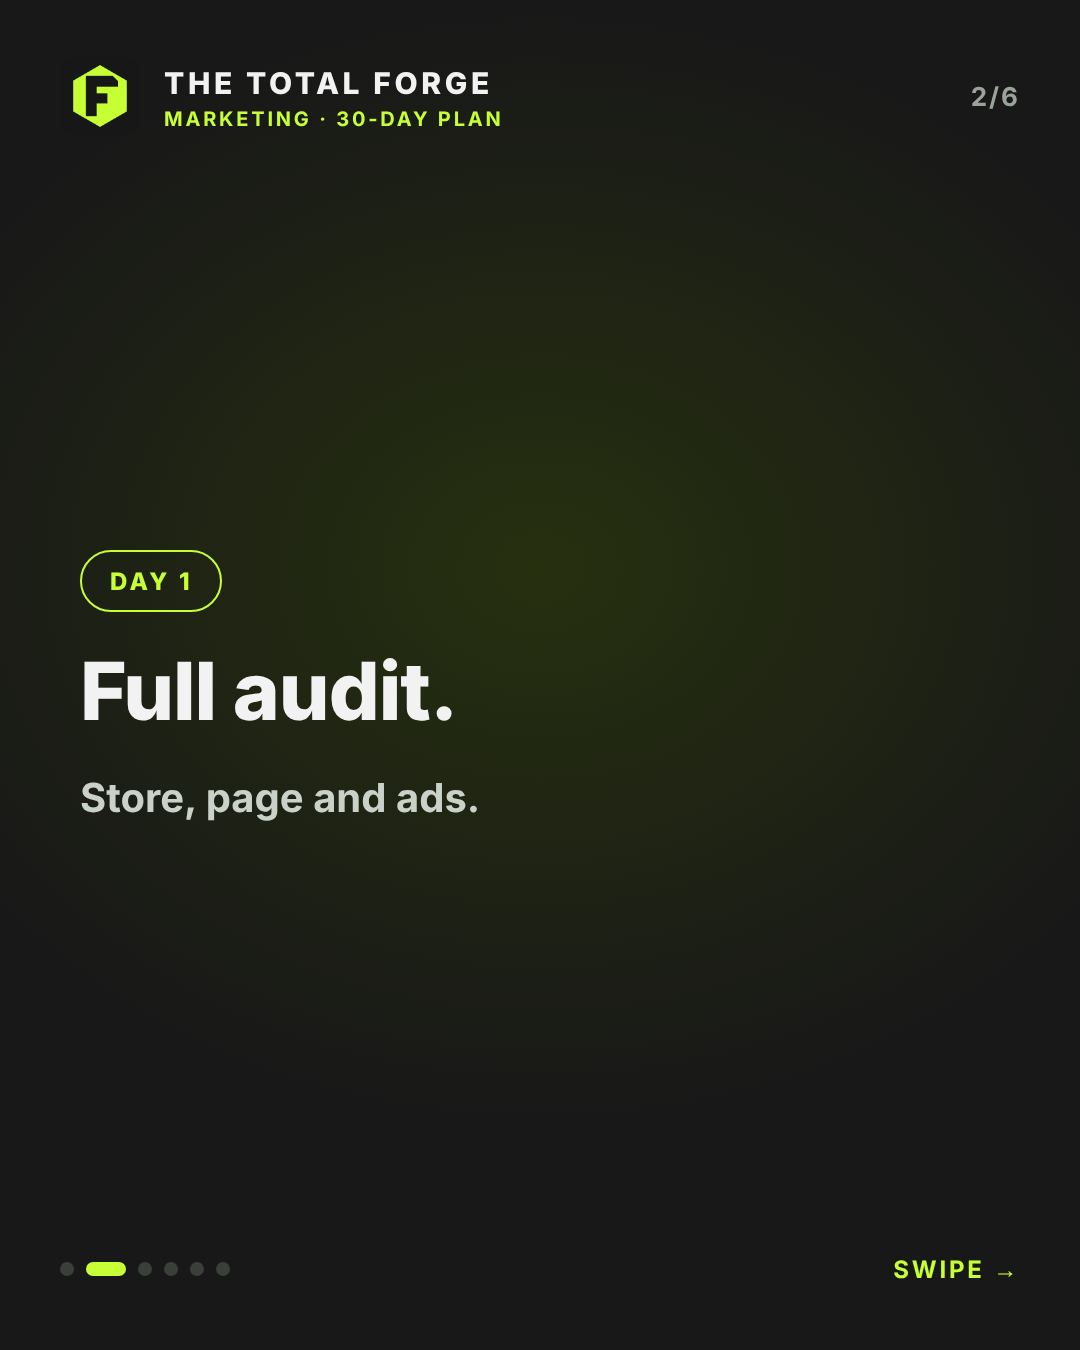 THE TOTAL FORGE
MARKETING · 30-DAY PLAN
2/6
DAY 1
Full audit.
Store, page and ads.
SWIPE →